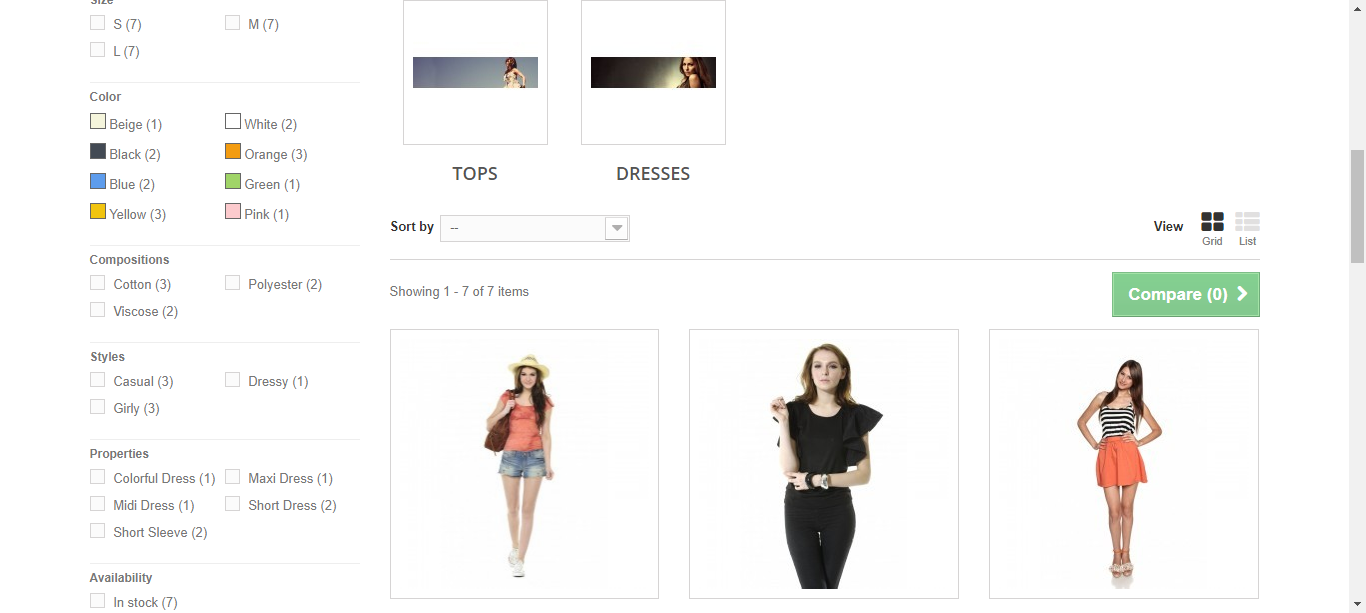 Size
S (7)
M (7)
L (7)
Color
Beige (1)
White (2)
Black (2)
Orange (3)
Blue (2)
Green (1)
Yellow (3)
Pink (1)
Compositions
Cotton (3)
Polyester (2)
Viscose (2)
Styles
Casual (3)
Dressy (1)
Girly (3)
Properties
Colorful Dress (1)
Maxi Dress (1)
Midi Dress (1)
Short Dress (2)
Short Sleeve (2)
Availability
In stock (7)
TOPS
DRESSES
Sort by
--
View
Grid
List
Showing 1 - 7 of 7 items
Compare (0)